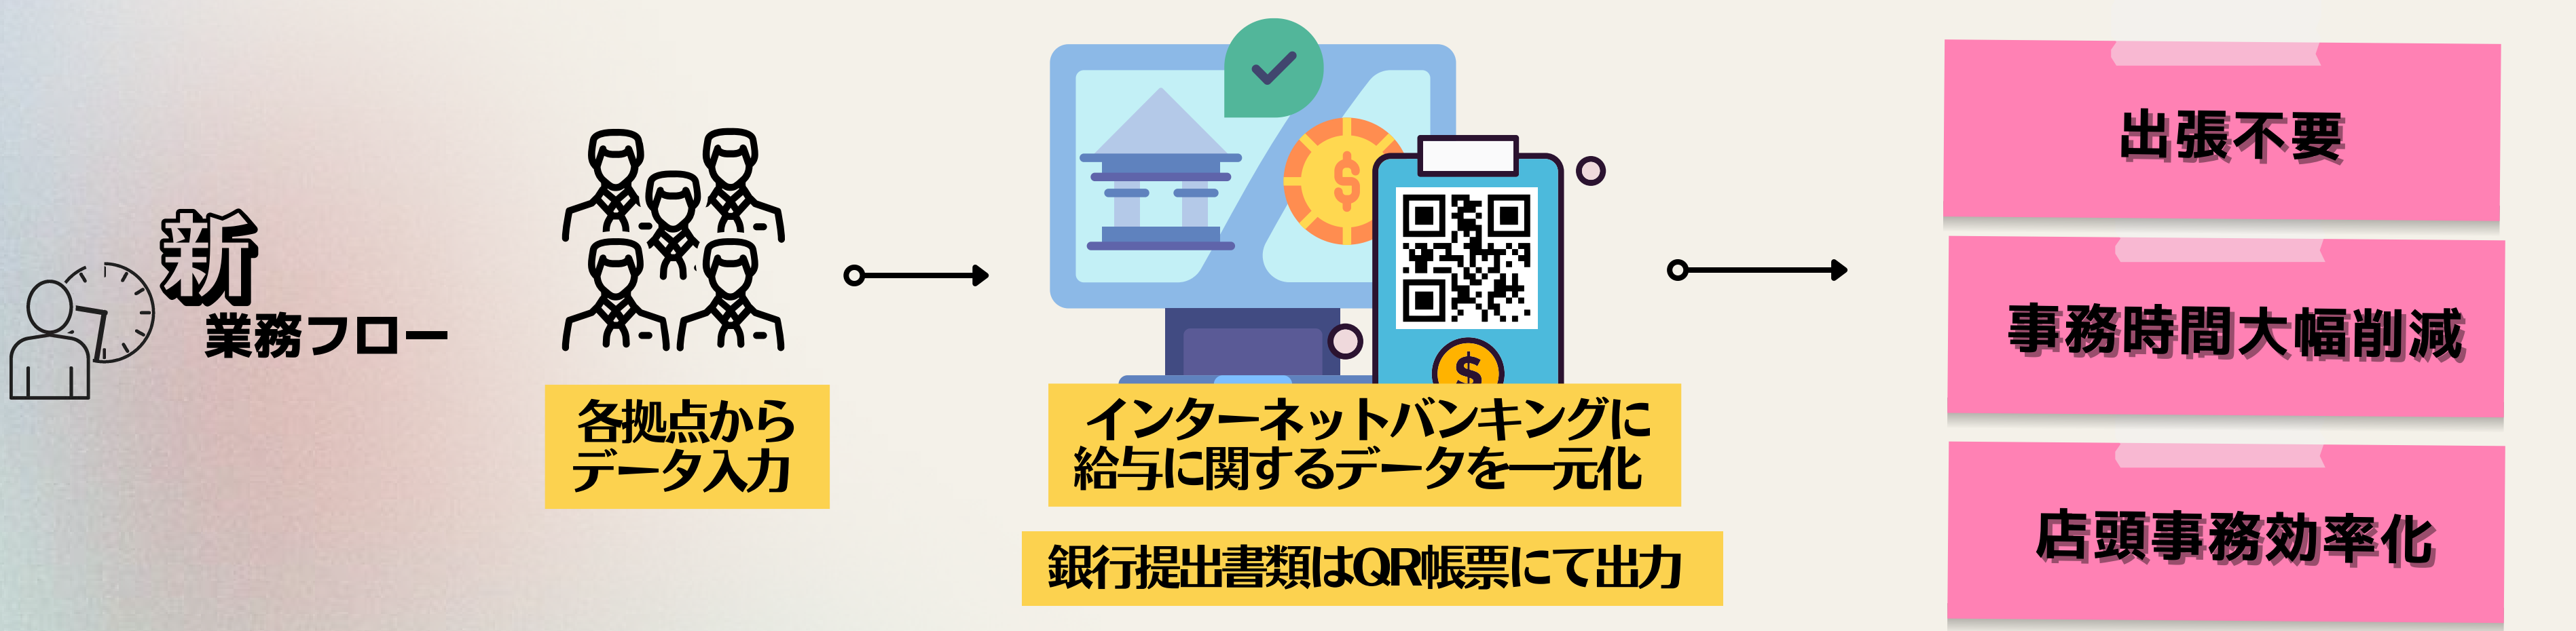 新
業務フロー
各拠点から
データ入力
インターネットバンキングに
給与に関するデータを一元化
銀行提出書類はQR帳票にて出力
出張不要
事務時間大幅削減
店頭事務効率化